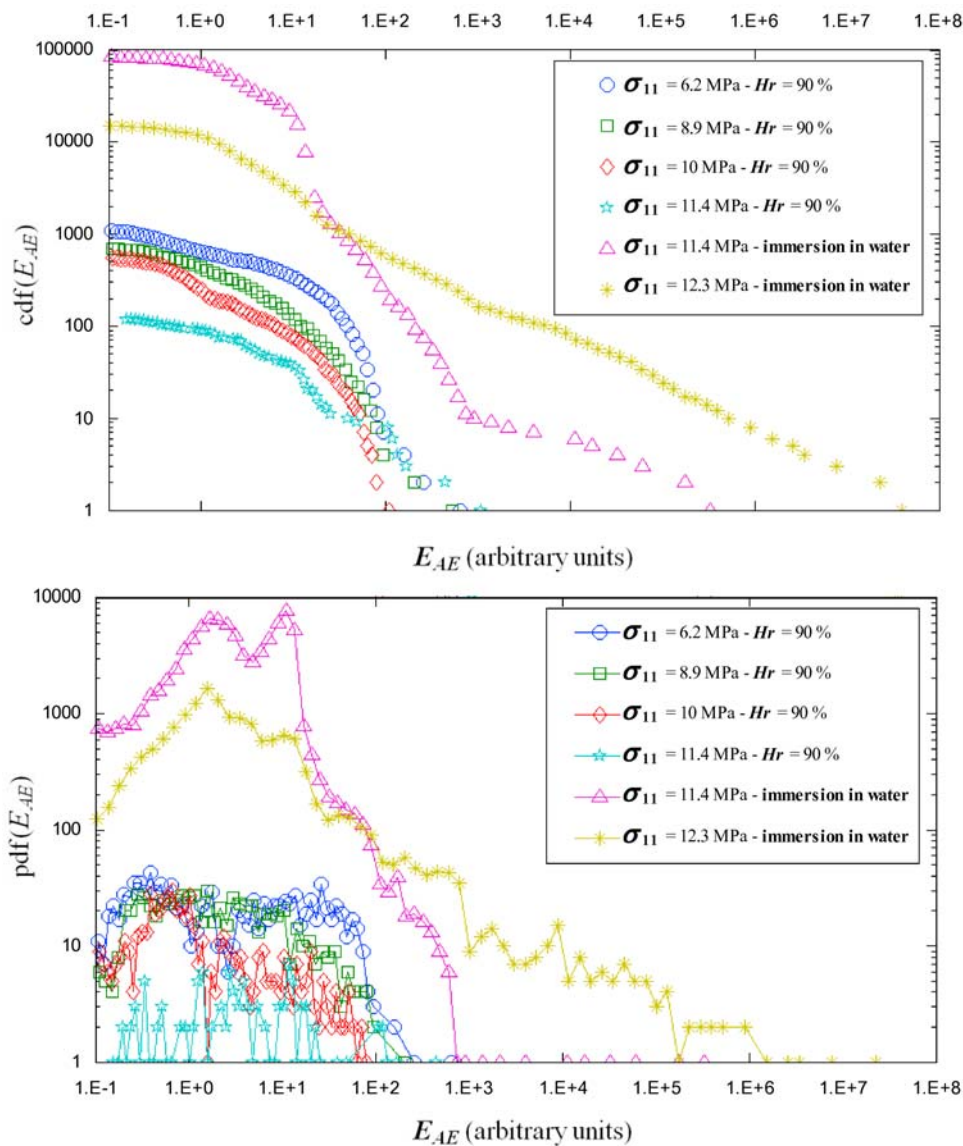 1.E-1 1.E+0 1.E+1 1.E+2 1.E+3 1.E+4 1.E+5 1.E+6 1.E+7 1.E+8
100000
10000
1000
100
10
1
cdf(E_AE)
σ11 = 6.2 MPa - Hr = 90 %
σ11 = 8.9 MPa - Hr = 90 %
σ11 = 10 MPa - Hr = 90 %
σ11 = 11.4 MPa - Hr = 90 %
σ11 = 11.4 MPa - immersion in water
σ11 = 12.3 MPa - immersion in water
E_AE (arbitrary units)
10000
1000
100
10
1
pdf(E_AE)
σ11 = 6.2 MPa - Hr = 90 %
σ11 = 8.9 MPa - Hr = 90 %
σ11 = 10 MPa - Hr = 90 %
σ11 = 11.4 MPa - Hr = 90 %
σ11 = 11.4 MPa - immersion in water
σ11 = 12.3 MPa - immersion in water
1.E-1 1.E+0 1.E+1 1.E+2 1.E+3 1.E+4 1.E+5 1.E+6 1.E+7 1.E+8
E_AE (arbitrary units)